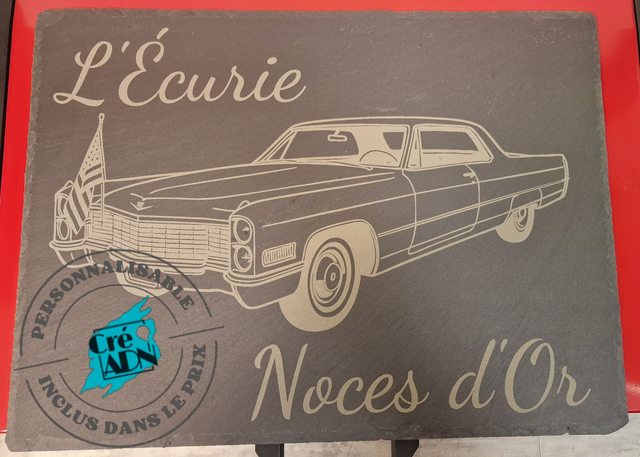 L'Écurie
PERSONNALISABLE
Cré
ADN
INCLUS DANS LE PRIX
Noces d'Or